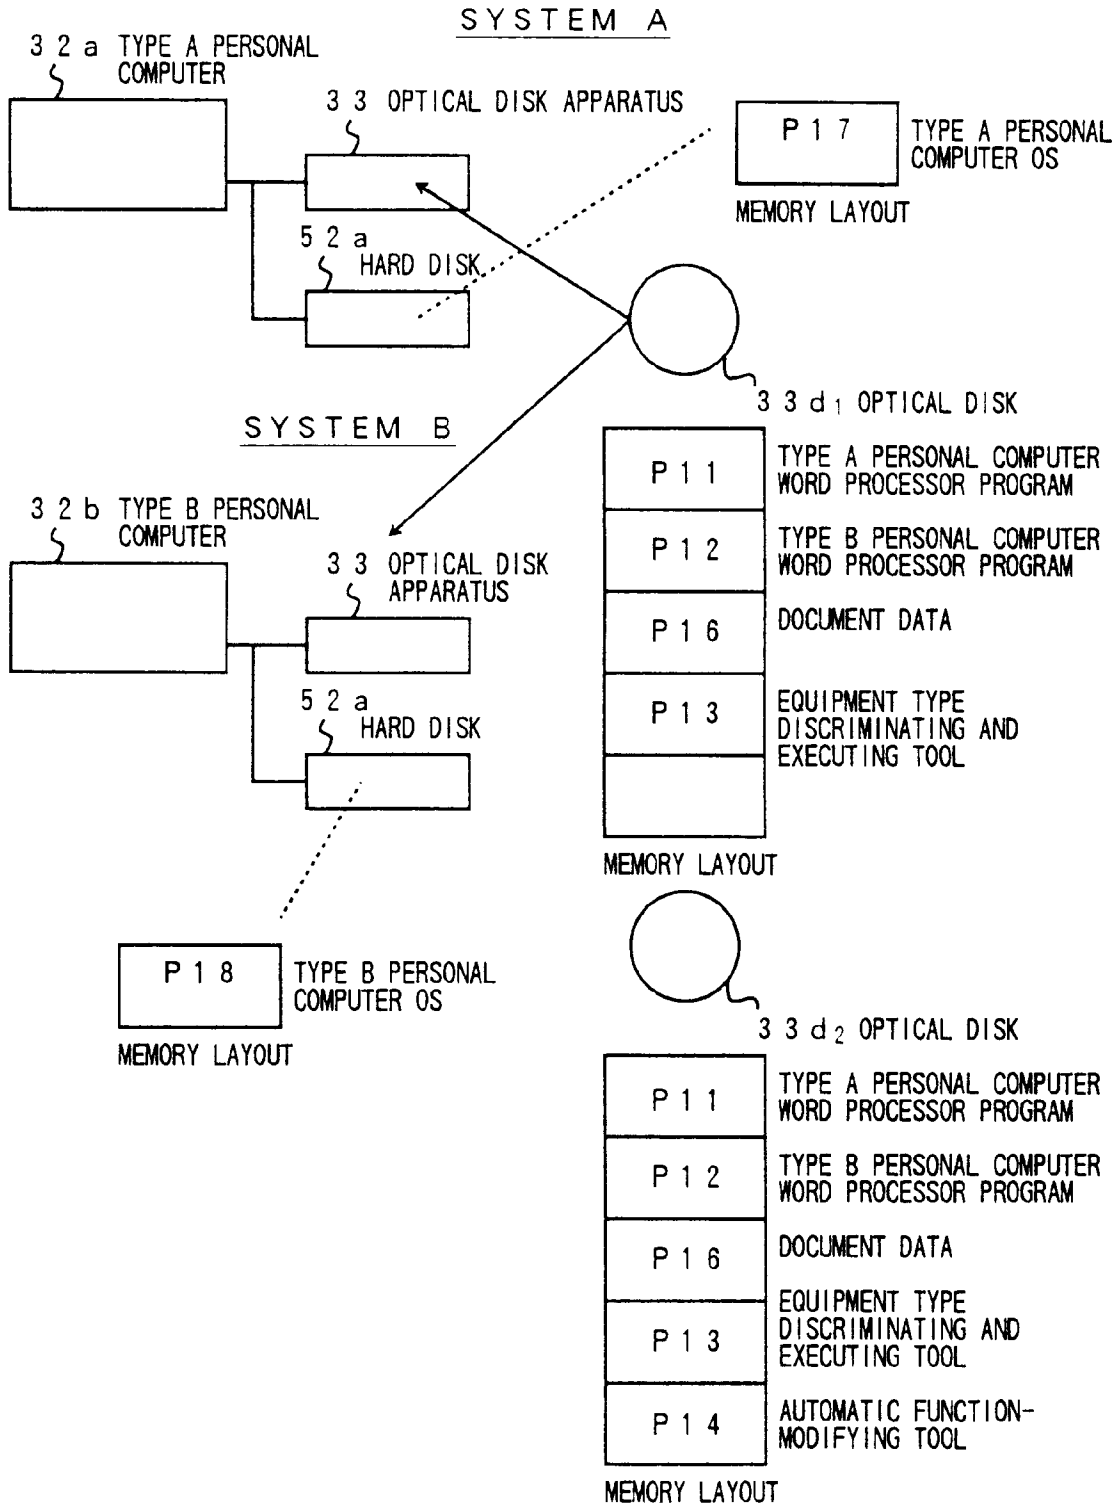 SYSTEM A
32a TYPE A PERSONAL
COMPUTER
33 OPTICAL DISK APPARATUS
P17
TYPE A PERSONAL
COMPUTER OS
MEMORY LAYOUT
52a
HARD DISK
33d1 OPTICAL DISK
SYSTEM B
P11
TYPE A PERSONAL COMPUTER
WORD PROCESSOR PROGRAM
32b TYPE B PERSONAL
COMPUTER
P12
TYPE B PERSONAL COMPUTER
WORD PROCESSOR PROGRAM
33 OPTICAL DISK
APPARATUS
P16
DOCUMENT DATA
52a
HARD DISK
P13
EQUIPMENT TYPE
DISCRIMINATING AND
EXECUTING TOOL
MEMORY LAYOUT
P18
TYPE B PERSONAL
COMPUTER OS
MEMORY LAYOUT
33d2 OPTICAL DISK
P11
TYPE A PERSONAL COMPUTER
WORD PROCESSOR PROGRAM
P12
TYPE B PERSONAL COMPUTER
WORD PROCESSOR PROGRAM
P16
DOCUMENT DATA
P13
EQUIPMENT TYPE
DISCRIMINATING AND
EXECUTING TOOL
P14
AUTOMATIC FUNCTION-
MODIFYING TOOL
MEMORY LAYOUT